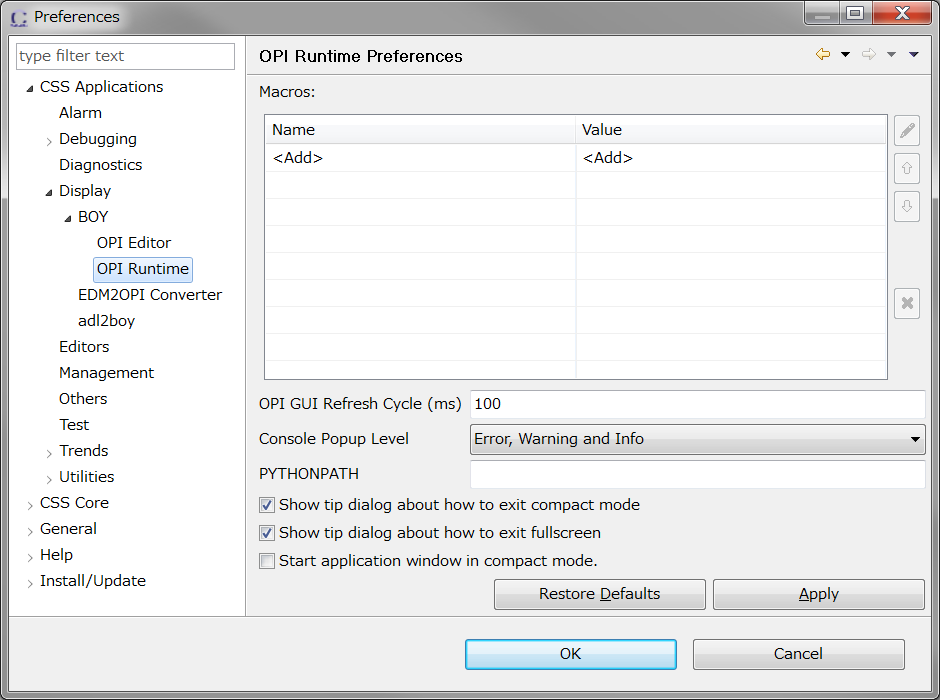 Preferences
type filter text
CSS Applications
Alarm
Debugging
Diagnostics
Display
BOY
OPI Editor
OPI Runtime
EDM2OPI Converter
adl2boy
Editors
Management
Others
Test
Trends
Utilities
CSS Core
General
Help
Install/Update
OPI Runtime Preferences
Macros:
Name Value
<Add> <Add>
OPI GUI Refresh Cycle (ms) 100
Console Popup Level Error, Warning and Info
PYTHONPATH
Show tip dialog about how to exit compact mode
Show tip dialog about how to exit fullscreen
Start application window in compact mode.
Restore Defaults Apply
OK Cancel